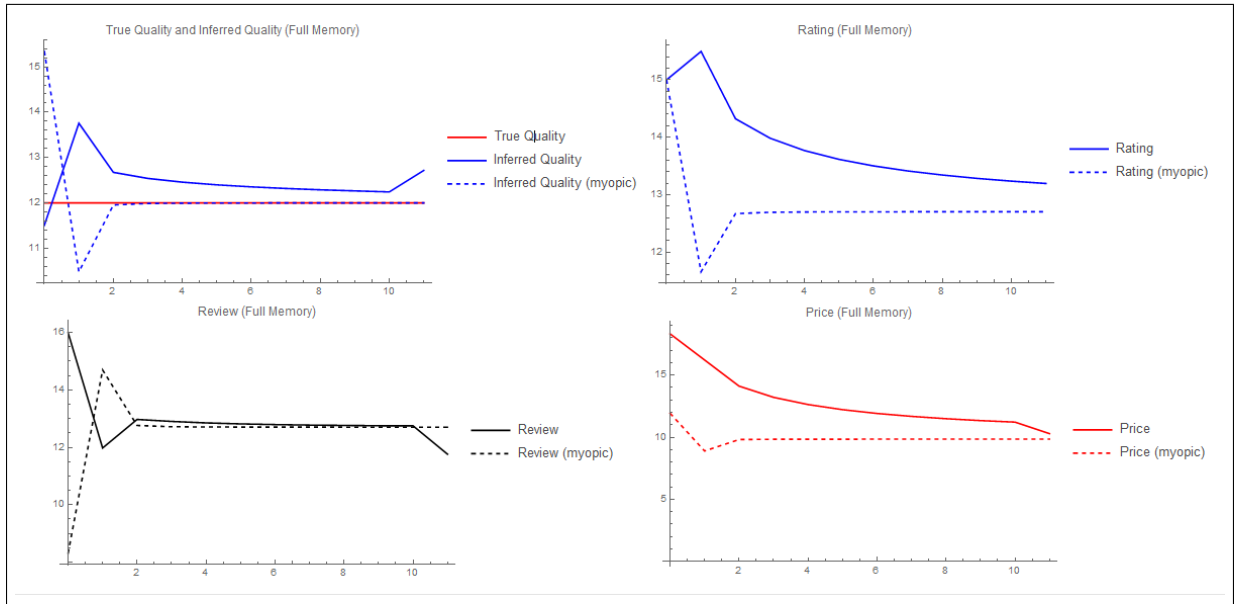 True Quality and Inferred Quality (Full Memory)
15
14
13
12
11
2
4
6
8
10
True Quality
Inferred Quality
Inferred Quality (myopic)
Rating (Full Memory)
15
14
13
12
2
4
6
8
10
Rating
Rating (myopic)
Review (Full Memory)
16
14
12
10
2
4
6
8
10
Review
Review (myopic)
Price (Full Memory)
15
10
5
2
4
6
8
10
Price
Price (myopic)